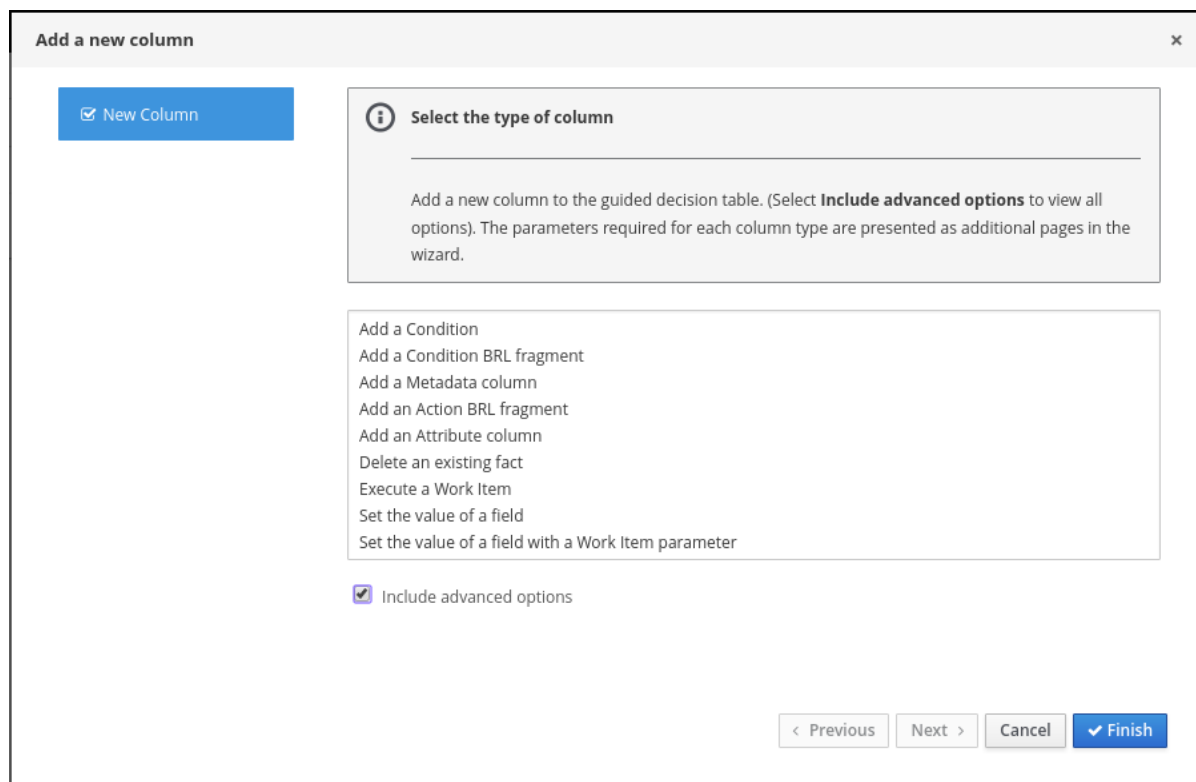 Add a new column
×
New Column
Select the type of column
Add a new column to the guided decision table. (Select Include advanced options to view all
options). The parameters required for each column type are presented as additional pages in the
wizard.
Add a Condition
Add a Condition BRL fragment
Add a Metadata column
Add an Action BRL fragment
Add an Attribute column
Delete an existing fact
Execute a Work Item
Set the value of a field
Set the value of a field with a Work Item parameter
Include advanced options
< Previous
Next >
Cancel
Finish